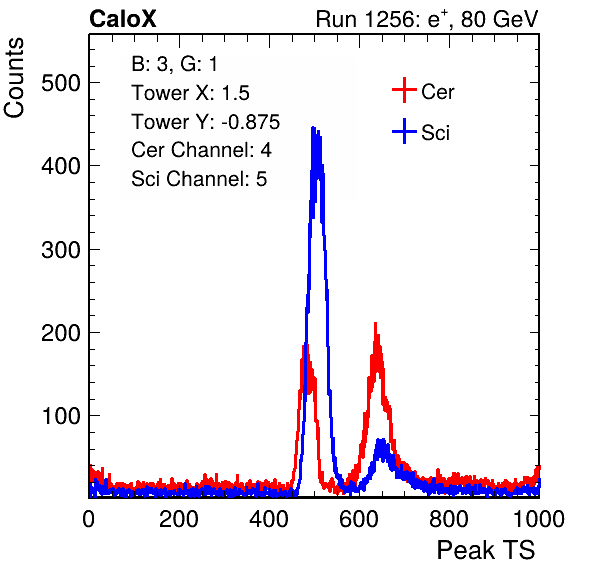 CaloX Run 1256: e⁺, 80 GeV
B: 3, G: 1
Tower X: 1.5
Tower Y: -0.875
Cer Channel: 4
Sci Channel: 5
Cer
Sci
Counts
500
400
300
200
100
0 200 400 600 800 1000
Peak TS